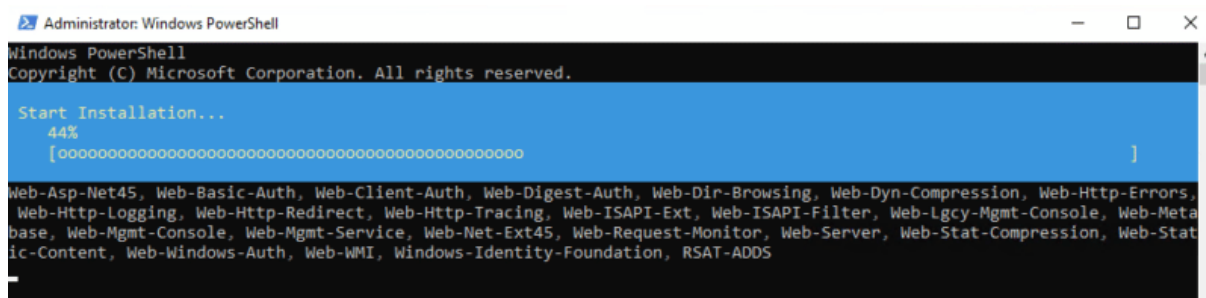 Administrator: Windows PowerShell
Windows PowerShell
Copyright (C) Microsoft Corporation. All rights reserved.
Start Installation...
44%
[ooooooooooooooooooooooooooooooooooooooooooooooo ]
Web-Asp-Net45, Web-Basic-Auth, Web-Client-Auth, Web-Digest-Auth, Web-Dir-Browsing, Web-Dyn-Compression, Web-Http-Errors,
Web-Http-Logging, Web-Http-Redirect, Web-Http-Tracing, Web-ISAPI-Ext, Web-ISAPI-Filter, Web-Lgcy-Mgmt-Console, Web-Meta
base, Web-Mgmt-Console, Web-Mgmt-Service, Web-Net-Ext45, Web-Request-Monitor, Web-Server, Web-Stat-Compression, Web-Stat
ic-Content, Web-Windows-Auth, Web-WMI, Windows-Identity-Foundation, RSAT-ADDS